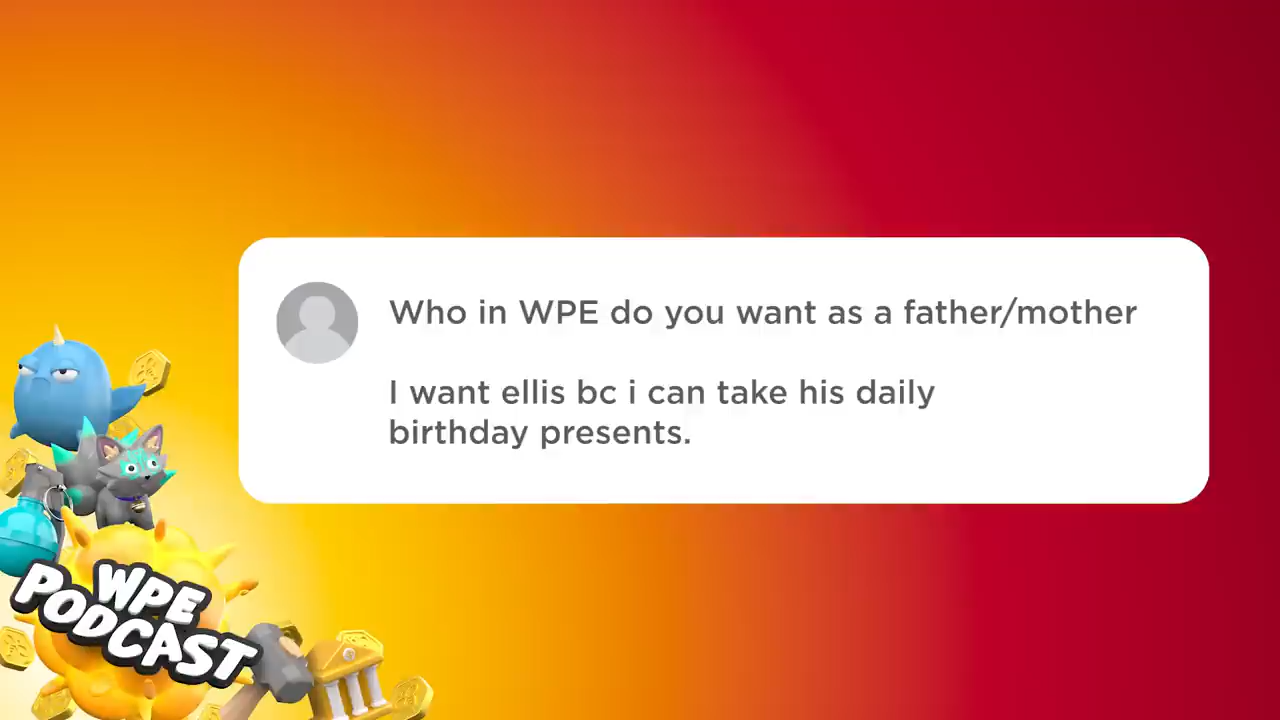 Who in WPE do you want as a father/mother
I want ellis bc i can take his daily
birthday presents.
WPE
PODCAST